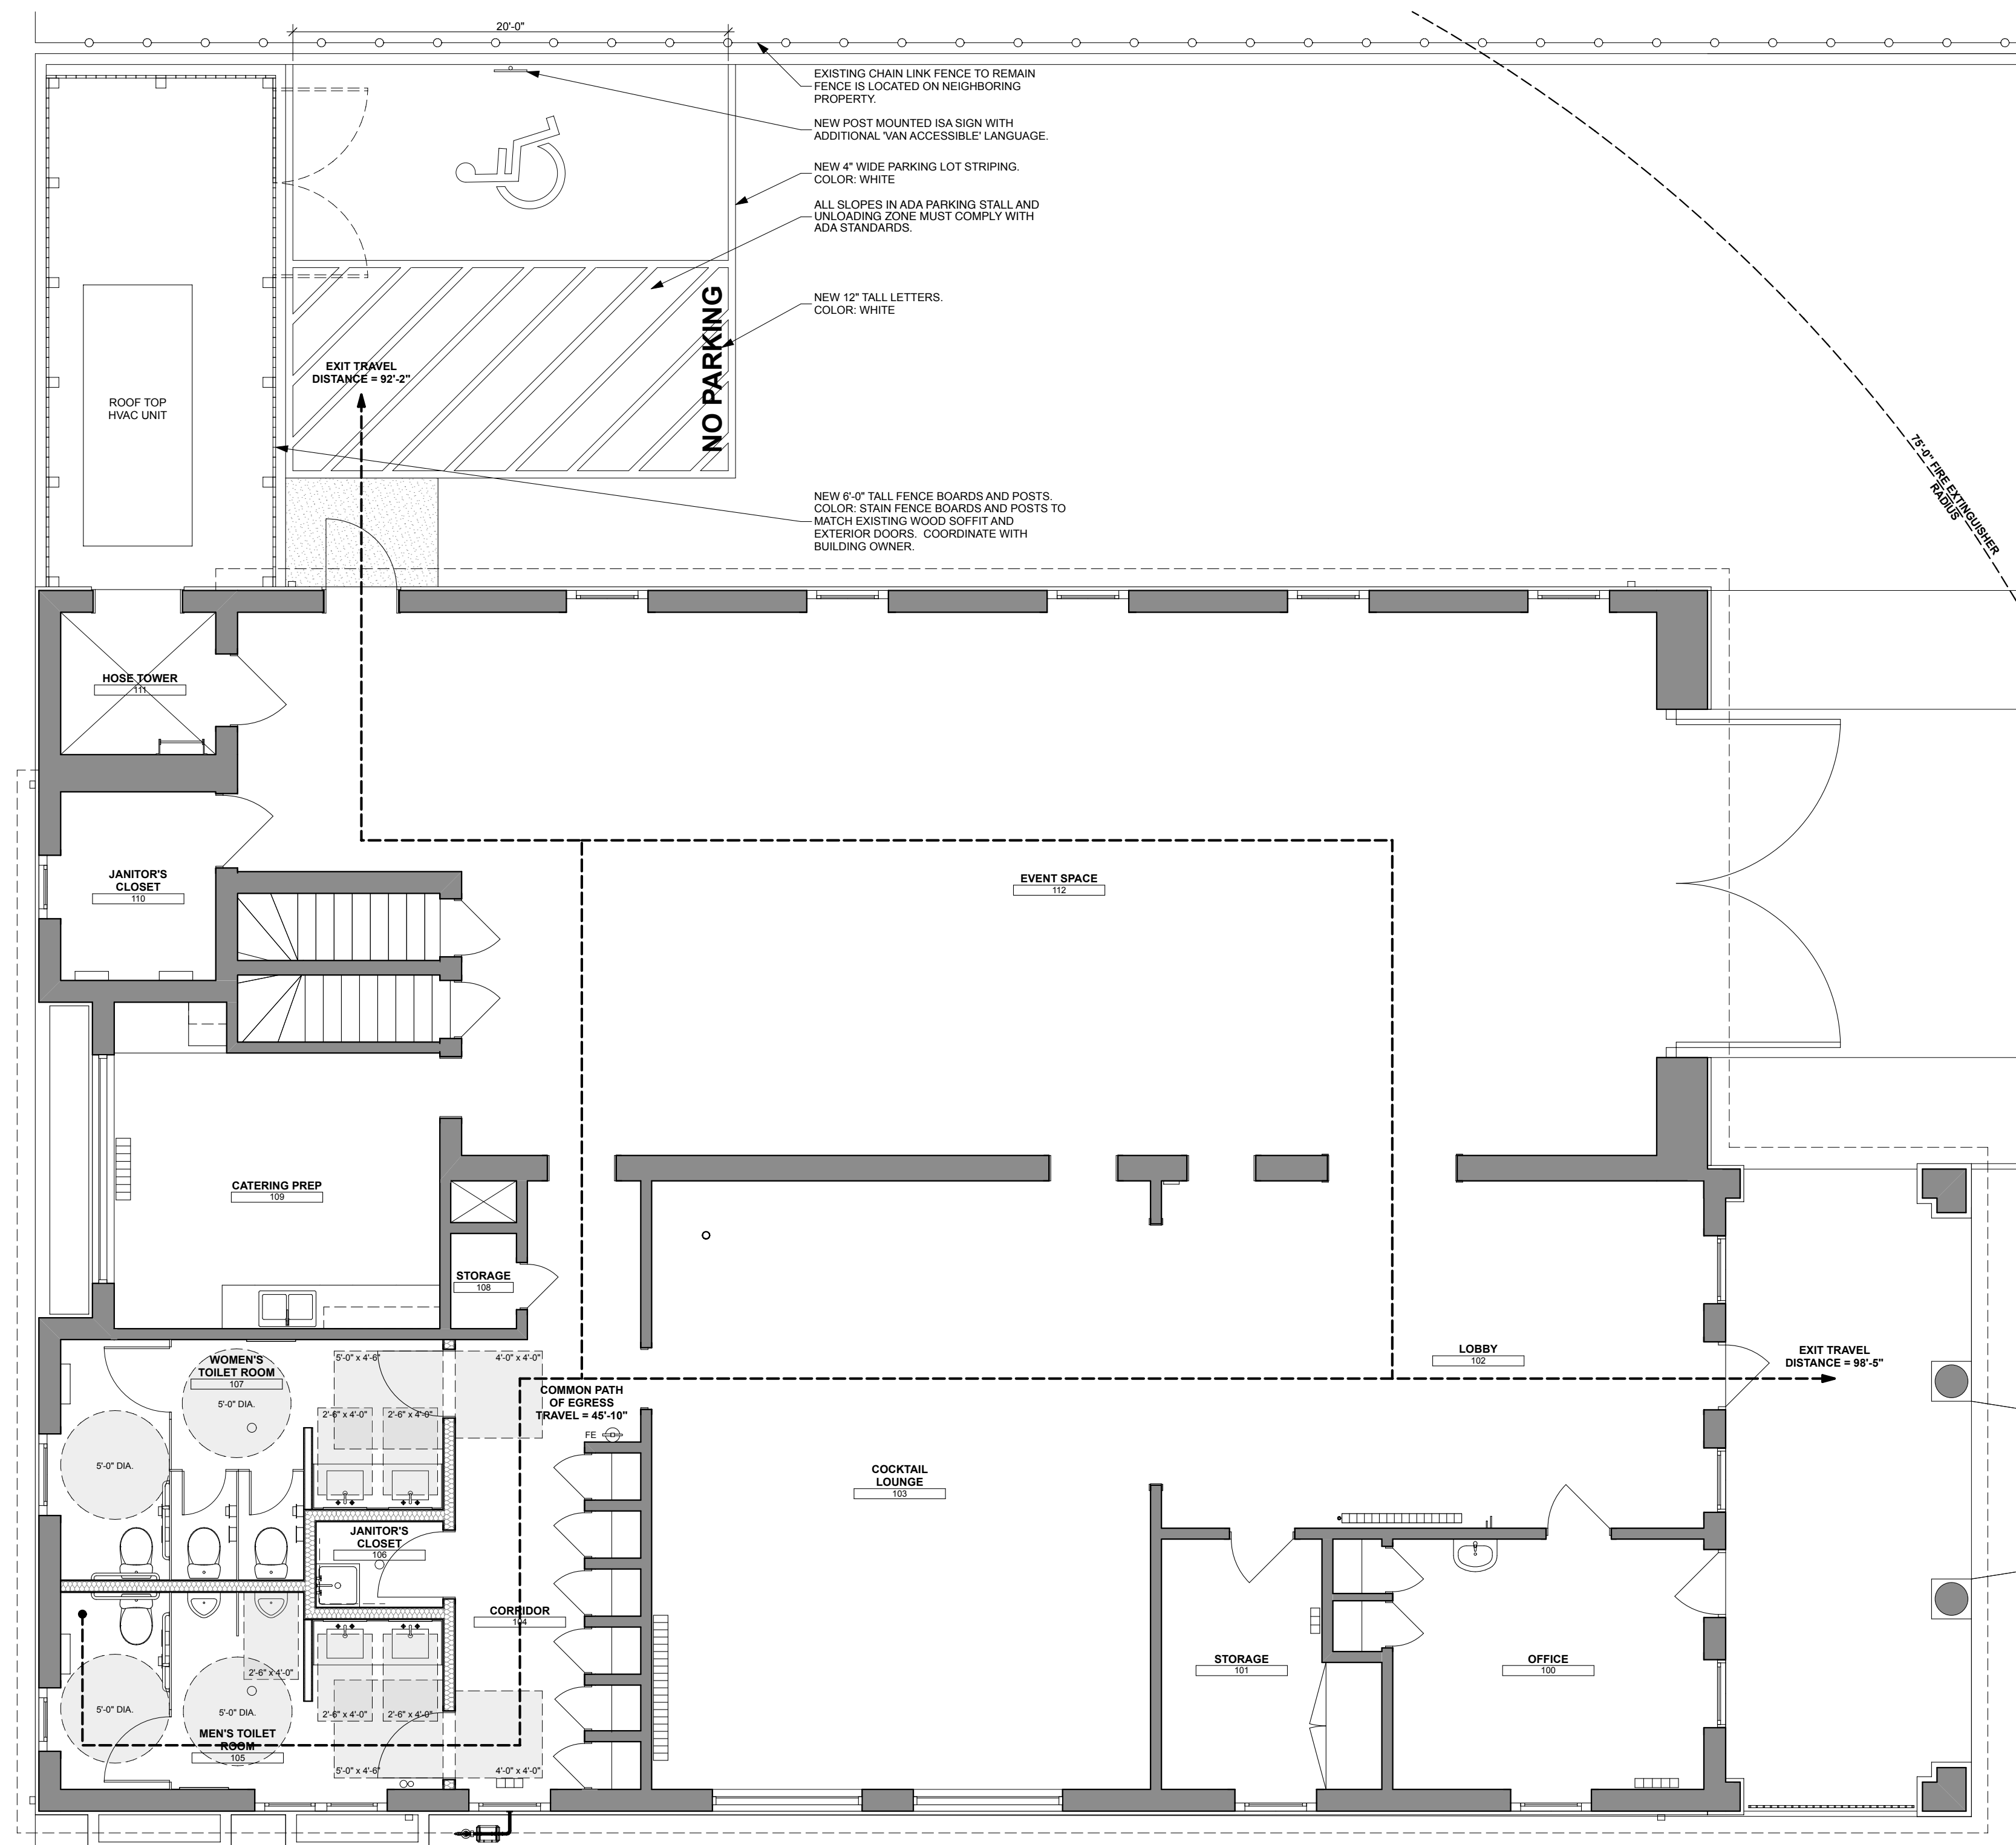 20'-0"
EXISTING CHAIN LINK FENCE TO REMAIN
FENCE IS LOCATED ON NEIGHBORING
PROPERTY.
NEW POST MOUNTED ISA SIGN WITH
ADDITIONAL 'VAN ACCESSIBLE' LANGUAGE.
NEW 4" WIDE PARKING LOT STRIPING.
COLOR: WHITE
ALL SLOPES IN ADA PARKING STALL AND
UNLOADING ZONE MUST COMPLY WITH
ADA STANDARDS.
NEW 12" TALL LETTERS.
COLOR: WHITE
NO PARKING
EXIT TRAVEL
DISTANCE = 92'-2"
ROOF TOP
HVAC UNIT
75'-0" FIRE EXTINGUISHER
RADIUS
NEW 6'-0" TALL FENCE BOARDS AND POSTS.
COLOR: STAIN FENCE BOARDS AND POSTS TO
MATCH EXISTING WOOD SOFFIT AND
EXTERIOR DOORS.  COORDINATE WITH
BUILDING OWNER.
HOSE TOWER
111
JANITOR'S
CLOSET
110
EVENT SPACE
112
CATERING PREP
109
STORAGE
108
LOBBY
102
EXIT TRAVEL
DISTANCE = 98'-5"
WOMEN'S
TOILET ROOM
107
5'-0" DIA.
5'-0" x 4'-6"
4'-0" x 4'-0"
2'-6" x 4'-0"
2'-6" x 4'-0"
COMMON PATH
OF EGRESS
TRAVEL = 45'-10"
FE
5'-0" DIA.
COCKTAIL
LOUNGE
103
JANITOR'S
CLOSET
106
CORRIDOR
104
STORAGE
101
OFFICE
100
2'-6" x 4'-0"
5'-0" DIA.
5'-0" DIA.
2'-6" x 4'-0"
2'-6" x 4'-0"
MEN'S TOILET
ROOM
105
5'-0" x 4'-6"
4'-0" x 4'-0"